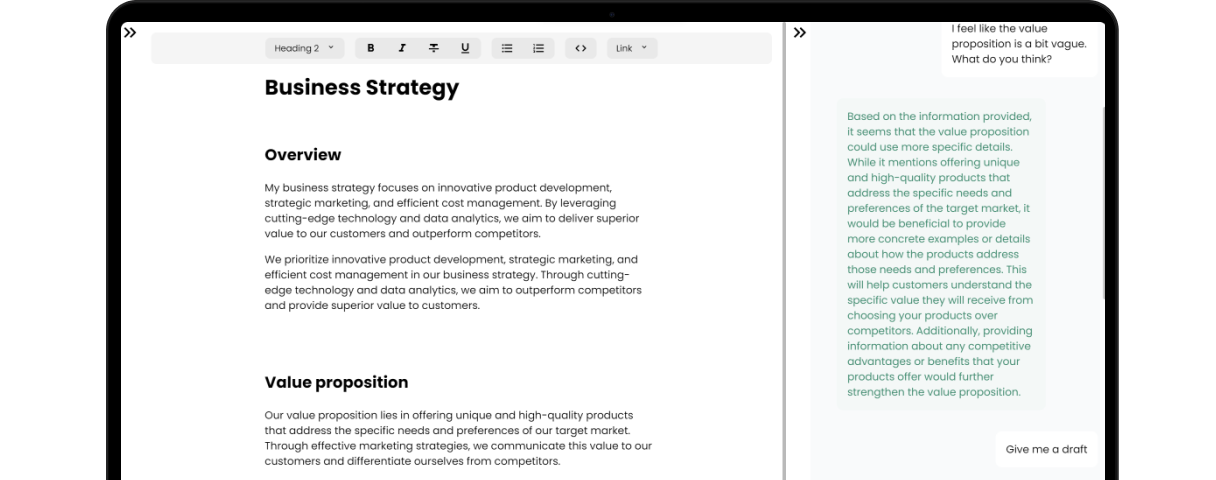 Heading 2
B I T U
<>
Link
Business Strategy
Overview
My business strategy focuses on innovative product development,
strategic marketing, and efficient cost management. By leveraging
cutting-edge technology and data analytics, we aim to deliver superior
value to our customers and outperform competitors.
We prioritize innovative product development, strategic marketing, and
efficient cost management in our business strategy. Through cutting-
edge technology and data analytics, we aim to outperform competitors
and provide superior value to customers.
Value proposition
Our value proposition lies in offering unique and high-quality products
that address the specific needs and preferences of our target market.
Through effective marketing strategies, we communicate this value to our
customers and differentiate ourselves from competitors.
I feel like the value
proposition is a bit vague.
What do you think?
Based on the information provided,
it seems that the value proposition
could use more specific details.
While it mentions offering unique
and high-quality products that
address the specific needs and
preferences of the target market, it
would be beneficial to provide
more concrete examples or details
about how the products address
those needs and preferences. This
will help customers understand the
specific value they will receive from
choosing your products over
competitors. Additionally, providing
information about any competitive
advantages or benefits that your
products offer would further
strengthen the value proposition.
Give me a draft